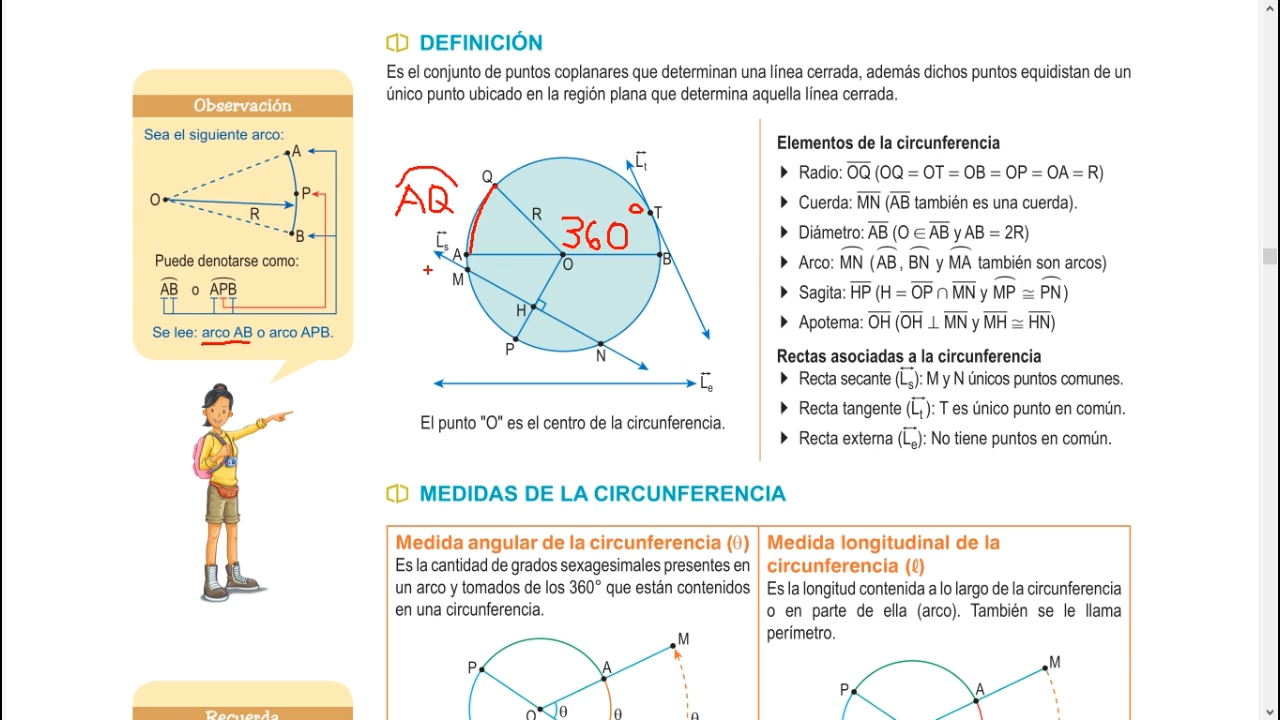 DEFINICIÓN
Es el conjunto de puntos coplanares que determinan una línea cerrada, además dichos puntos equidistan de un
único punto ubicado en la región plana que determina aquella línea cerrada.
Observación
Sea el siguiente arco:
A
O
P
R
B
Puede denotarse como:
AB o APB
Se lee: arco AB o arco APB.
AQ
Q
Lt
T
R
360°
Ls
A
O
B
M
H
P
N
Le
El punto "O" es el centro de la circunferencia.
Elementos de la circunferencia
Radio: OQ (OQ = OT = OB = OP = OA = R)
Cuerda: MN (AB también es una cuerda).
Diámetro: AB (O ∈ AB y AB = 2R)
Arco: MN (AB, BN y MA también son arcos)
Sagita: HP (H = OP ∩ MN y MP ≅ PN)
Apotema: OH (OH ⊥ MN y MH ≅ HN)
Rectas asociadas a la circunferencia
Recta secante (Ls): M y N únicos puntos comunes.
Recta tangente (Lt): T es único punto en común.
Recta externa (Le): No tiene puntos en común.
MEDIDAS DE LA CIRCUNFERENCIA
Medida angular de la circunferencia (θ)
Es la cantidad de grados sexagesimales presentes en
un arco y tomados de los 360° que están contenidos
en una circunferencia.
M
P
A
O
θ
θ
θ
Medida longitudinal de la
circunferencia (ℓ)
Es la longitud contenida a lo largo de la circunferencia
o en parte de ella (arco). También se le llama
perímetro.
M
P
A
Recuerda